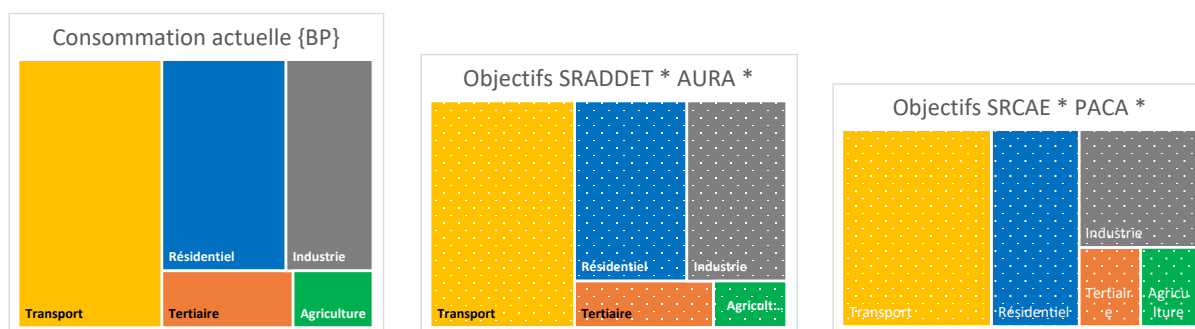 Consommation actuelle {BP}
Résidentiel
Industrie
Transport
Tertiaire
Agriculture
Objectifs SRADDET * AURA *
Résidentiel
Industrie
Transport
Tertiaire
Agricult...
Objectifs SRCAE * PACA *
Industrie
Transport
Résidentiel
Tertiair
e
Agricu
lture